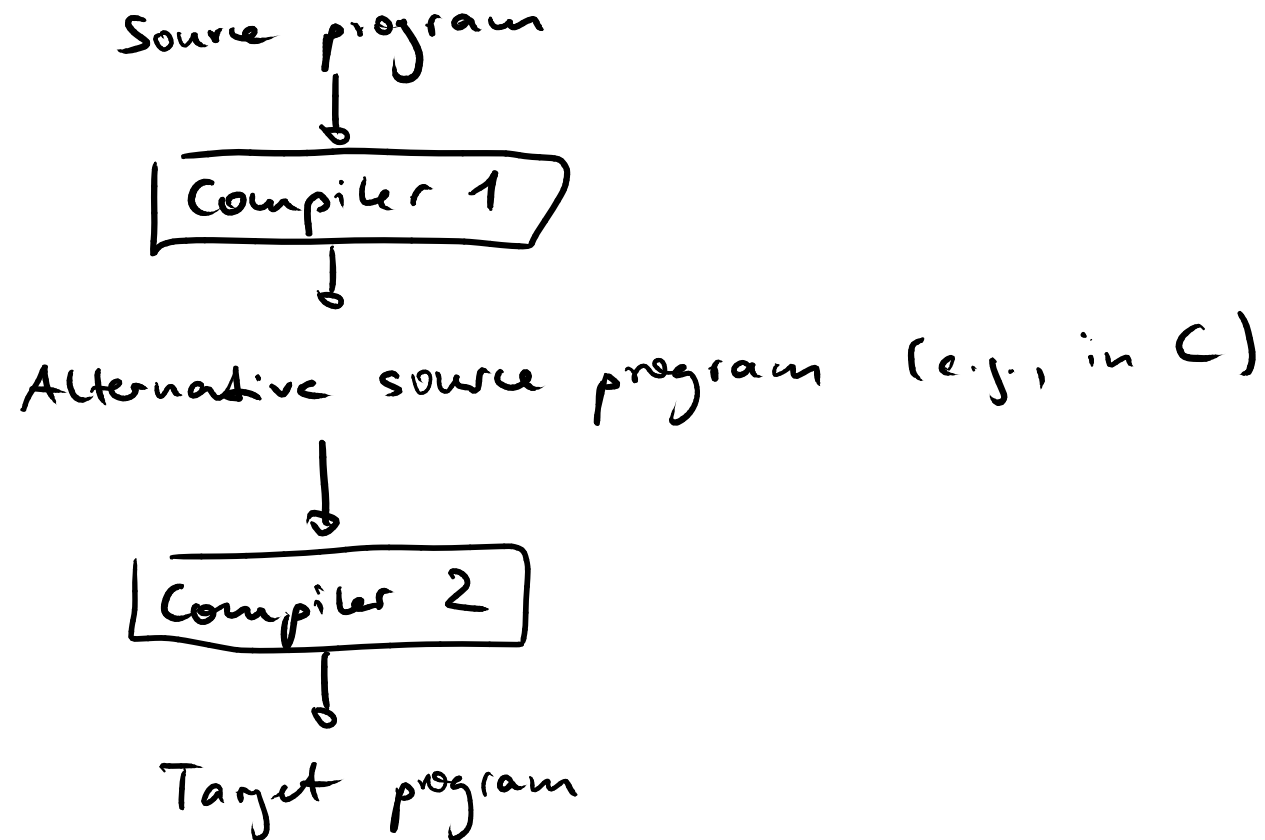 Source program
Compiler 1
Alternative source program (e.g., in C)
Compiler 2
Target program